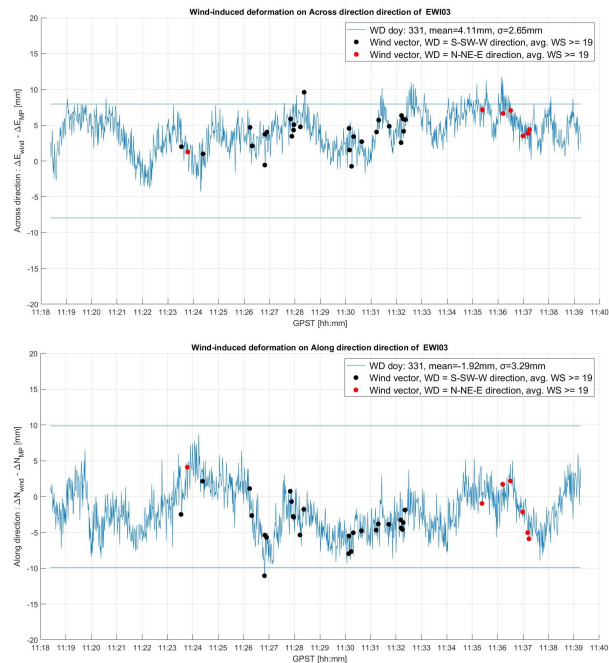 Wind-induced deformation on Across direction direction of EWI03
WD doy: 331, mean=4.11mm, σ=2.65mm
Wind vector, WD = S-SW-W direction, avg. WS >= 19
Wind vector, WD = N-NE-E direction, avg. WS >= 19
Across direction : ΔE_wind - ΔE_MP [mm]
20
15
10
5
0
-5
-10
-15
-20
11:18 11:19 11:20 11:21 11:22 11:23 11:24 11:25 11:26 11:27 11:28 11:29 11:30 11:31 11:32 11:33 11:34 11:35 11:36 11:37 11:38 11:39 11:40
GPST [hh:mm]
Wind-induced deformation on Along direction direction of EWI03
WD doy: 331, mean=-1.92mm, σ=3.29mm
Wind vector, WD = S-SW-W direction, avg. WS >= 19
Wind vector, WD = N-NE-E direction, avg. WS >= 19
Along direction : ΔN_wind - ΔN_MP [mm]
20
15
10
5
0
-5
-10
-15
-20
11:18 11:19 11:20 11:21 11:22 11:23 11:24 11:25 11:26 11:27 11:28 11:29 11:30 11:31 11:32 11:33 11:34 11:35 11:36 11:37 11:38 11:39 11:40
GPST [hh:mm]